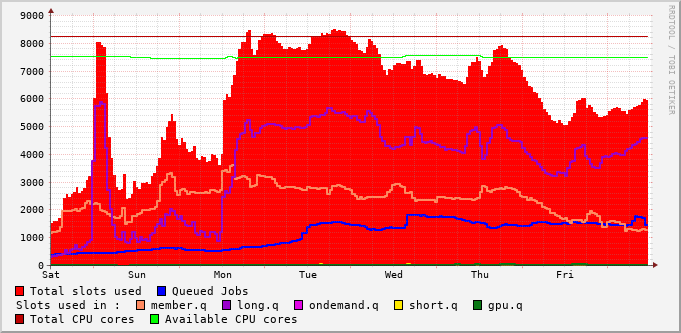 9000
8000
7000
6000
5000
4000
3000
2000
1000
0
Sat Sun Mon Tue Wed Thu Fri
RRDTOOL / TOBI OETIKER
Total slots used Queued Jobs
Slots used in : member.q long.q ondemand.q short.q gpu.q
Total CPU cores Available CPU cores